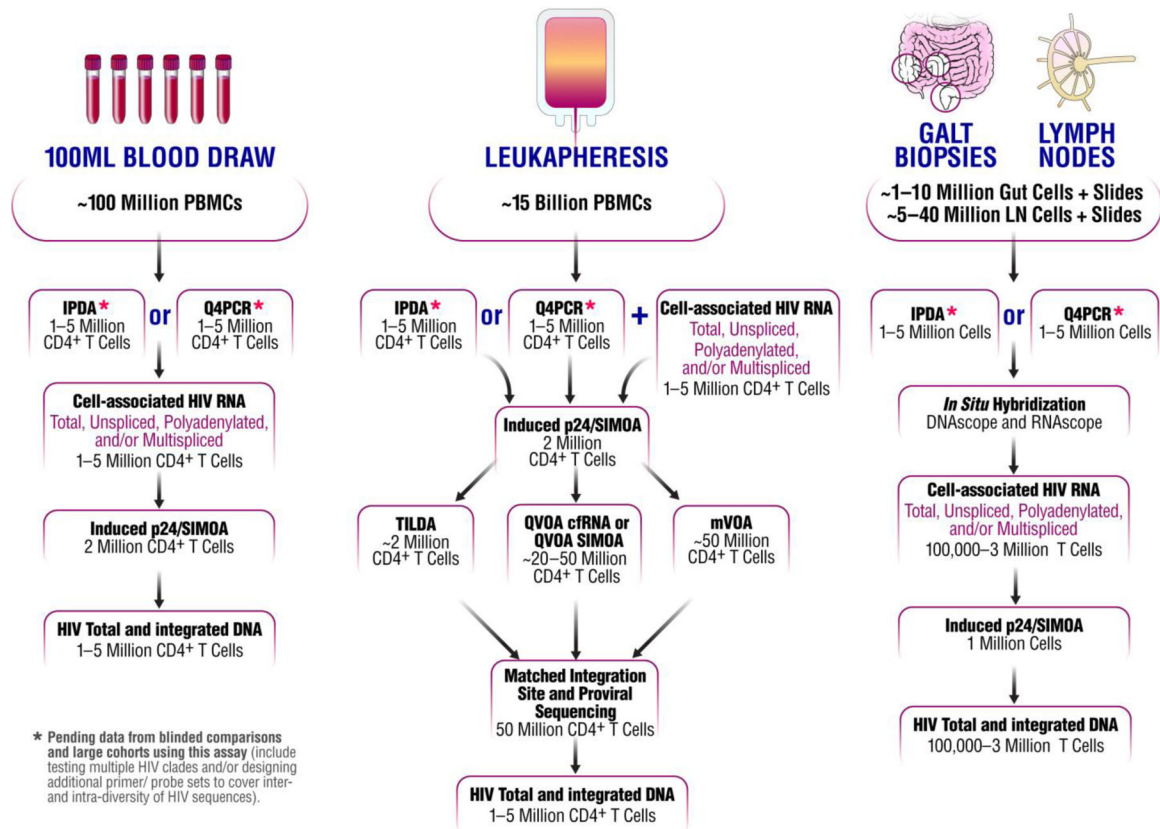 100ML BLOOD DRAW
~100 Million PBMCs
IPDA*
1–5 Million
CD4+ T Cells
or
Q4PCR*
1–5 Million
CD4+ T Cells
Cell-associated HIV RNA
Total, Unspliced, Polyadenylated,
and/or Multispliced
1–5 Million CD4+ T Cells
Induced p24/SIMOA
2 Million CD4+ T Cells
HIV Total and integrated DNA
1–5 Million CD4+ T Cells
* Pending data from blinded comparisons
and large cohorts using this assay (include
testing multiple HIV clades and/or designing
additional primer/ probe sets to cover inter-
and intra-diversity of HIV sequences).
LEUKAPHERESIS
~15 Billion PBMCs
IPDA*
1–5 Million
CD4+ T Cells
or
Q4PCR*
1–5 Million
CD4+ T Cells
+
Cell-associated HIV RNA
Total, Unspliced,
Polyadenylated,
and/or Multispliced
1–5 Million CD4+ T Cells
Induced p24/SIMOA
2 Million
CD4+ T Cells
TILDA
~2 Million
CD4+ T Cells
QVOA cfRNA or
QVOA SIMOA
~20–50 Million
CD4+ T Cells
mVOA
~50 Million
CD4+ T Cells
Matched Integration
Site and Proviral
Sequencing
50 Million CD4+ T Cells
HIV Total and integrated DNA
1–5 Million CD4+ T Cells
GALT
BIOPSIES
LYMPH
NODES
~1–10 Million Gut Cells + Slides
~5–40 Million LN Cells + Slides
IPDA*
1–5 Million Cells
or
Q4PCR*
1–5 Million Cells
In Situ Hybridization
DNAscope and RNAscope
Cell-associated HIV RNA
Total, Unspliced, Polyadenylated,
and/or Multispliced
100,000–3 Million T Cells
Induced p24/SIMOA
1 Million Cells
HIV Total and integrated DNA
100,000–3 Million T Cells